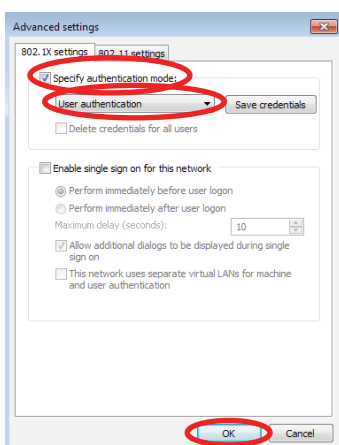 Advanced settings
802.1X settings 802.11 settings
Specify authentication mode:
User authentication Save credentials
Delete credentials for all users
Enable single sign on for this network
Perform immediately before user logon
Perform immediately after user logon
Maximum delay (seconds): 10
Allow additional dialogs to be displayed during single
sign on
This network uses separate virtual LANs for machine
and user authentication
OK Cancel